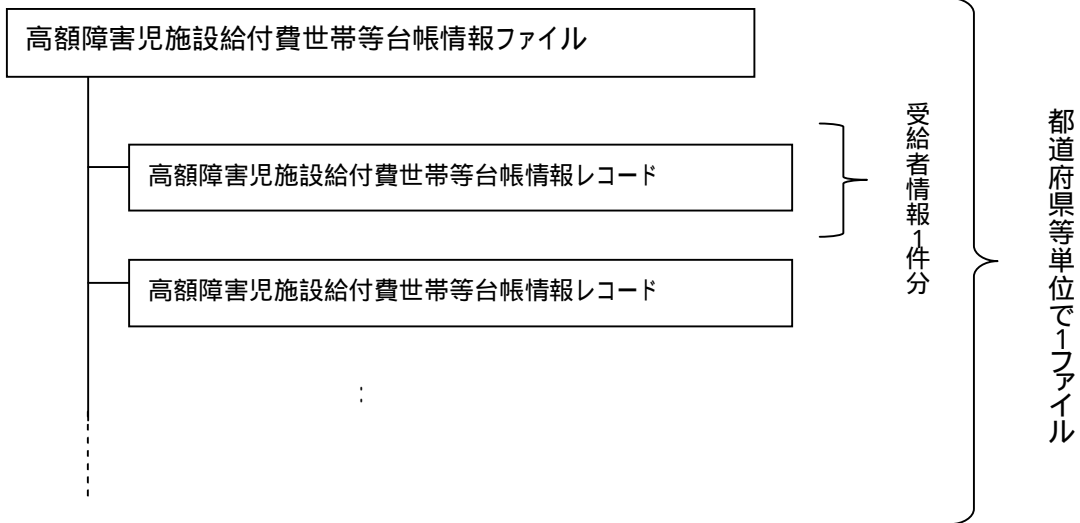 高額障害児施設給付費世帯等台帳情報ファイル
高額障害児施設給付費世帯等台帳情報レコード
高額障害児施設給付費世帯等台帳情報レコード
:
受給者情報1件分
都道府県等単位で1ファイル